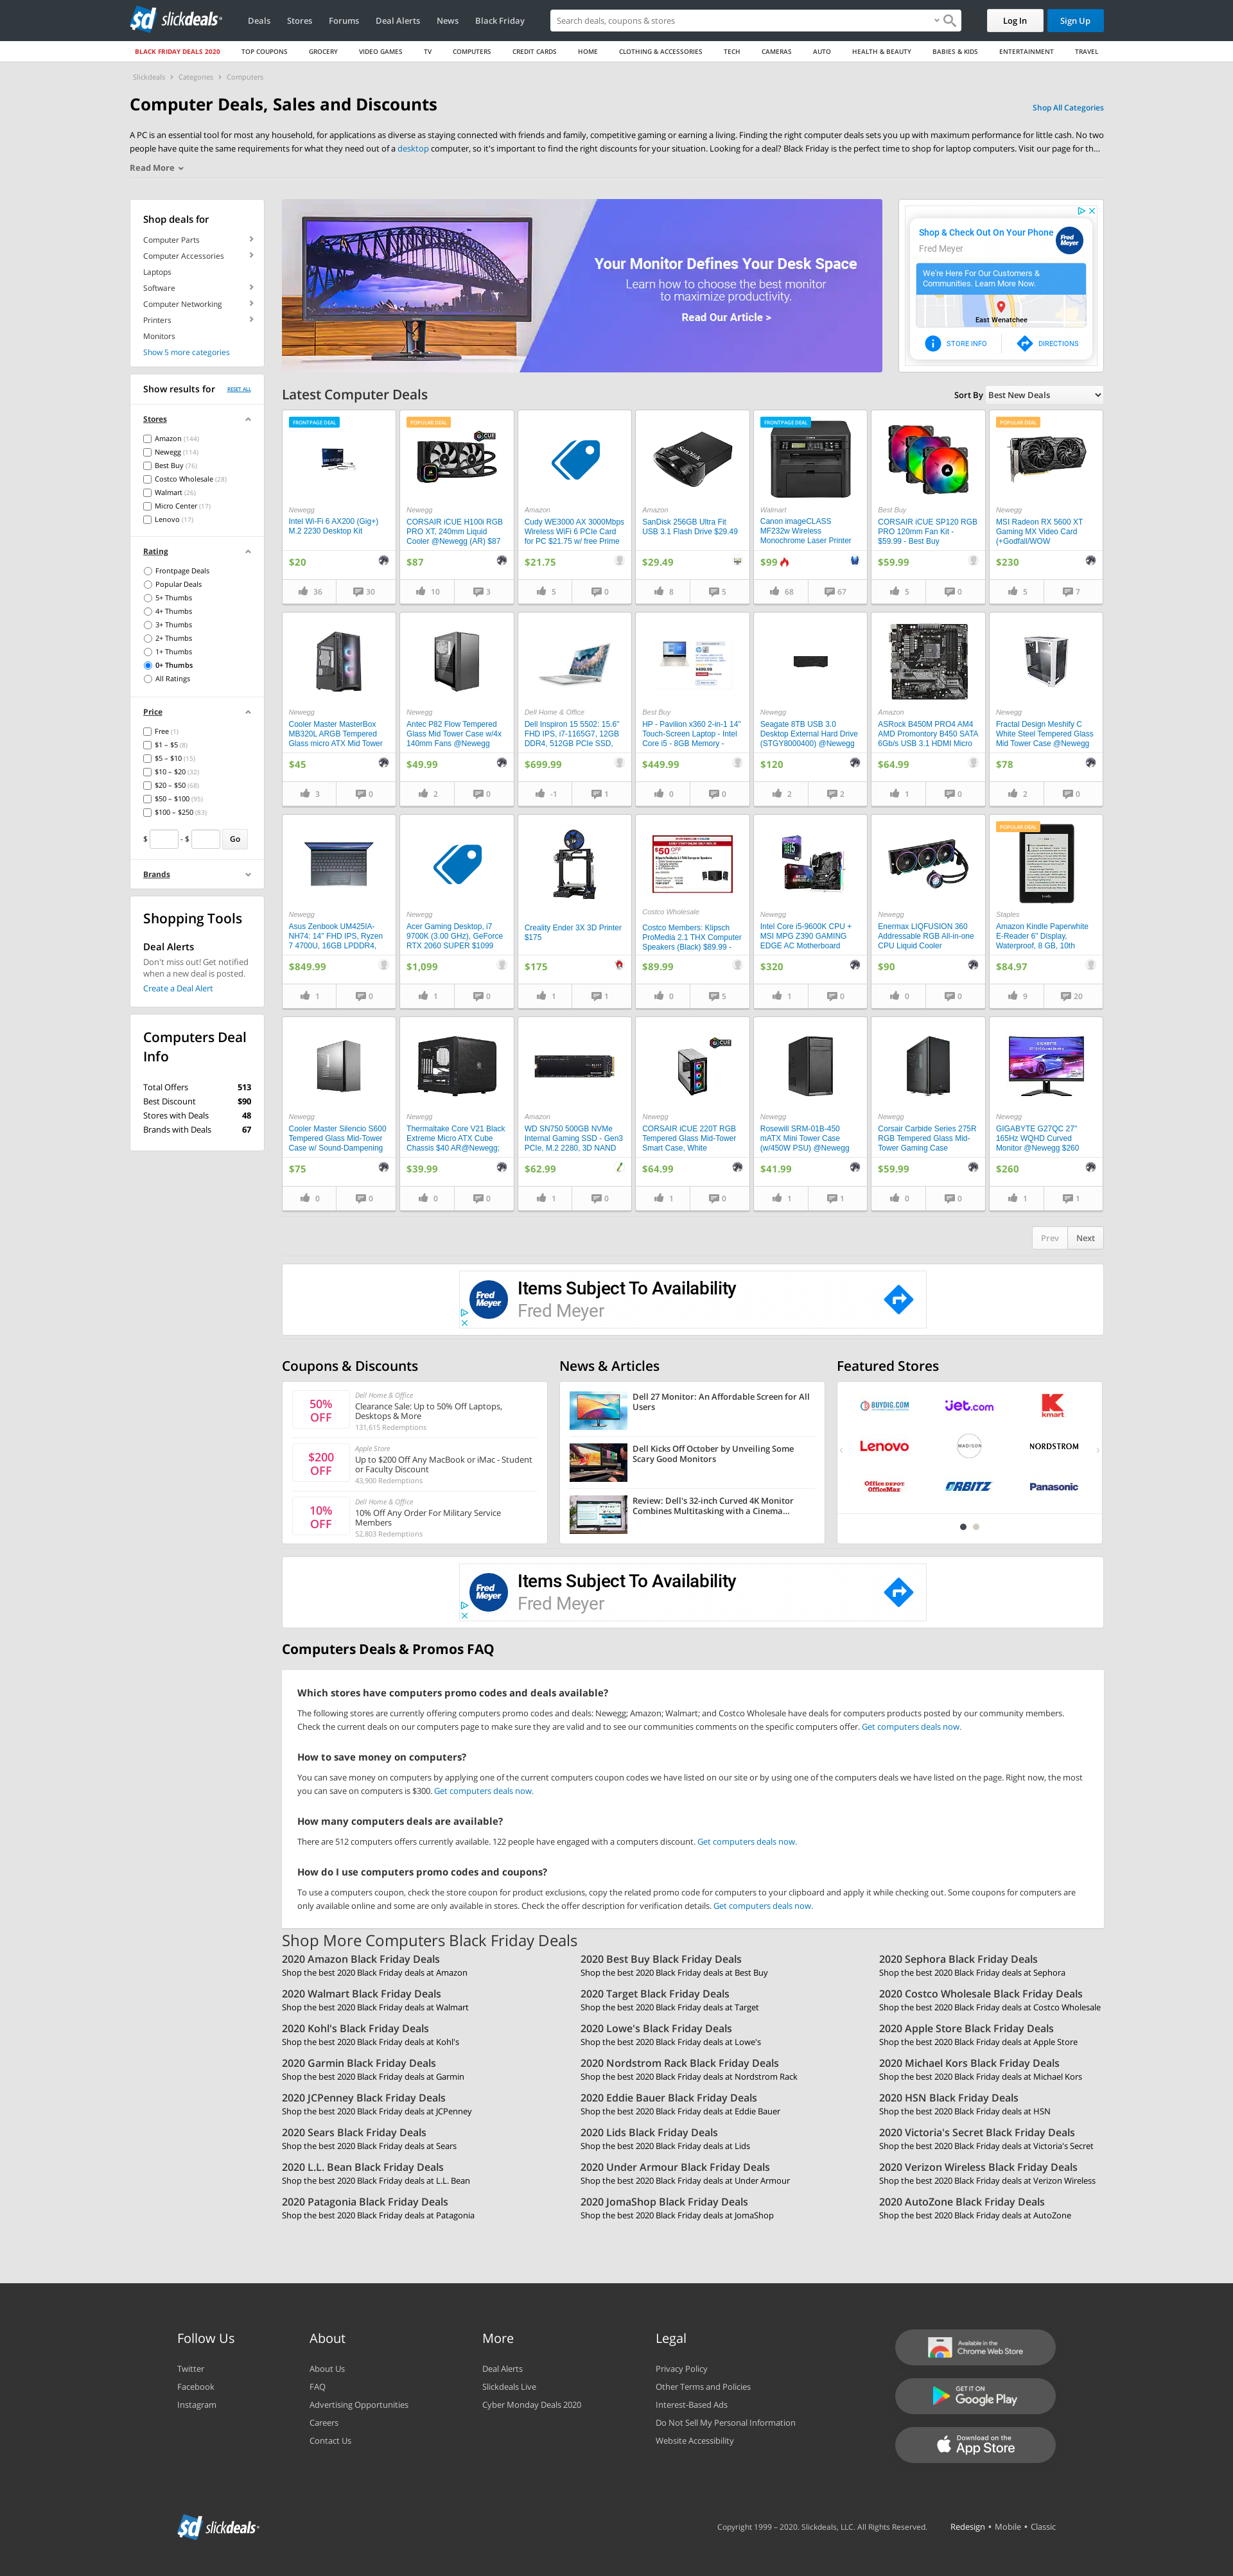 slickdeals
Deals
Stores
Forums
Deal Alerts
News
Black Friday
Search deals, coupons & stores
Log In
Sign Up
BLACK FRIDAY DEALS 2020
TOP COUPONS
GROCERY
VIDEO GAMES
TV
COMPUTERS
CREDIT CARDS
HOME
CLOTHING & ACCESSORIES
TECH
CAMERAS
AUTO
HEALTH & BEAUTY
BABIES & KIDS
ENTERTAINMENT
TRAVEL
Slickdeals > Categories > Computers
Computer Deals, Sales and Discounts
Shop All Categories
A PC is an essential tool for most any household, for applications as diverse as staying connected with friends and family, competitive gaming or earning a living. Finding the right computer deals sets you up with maximum performance for little cash. No two
people have quite the same requirements for what they need out of a desktop computer, so it's important to find the right discounts for your situation. Looking for a deal? Black Friday is the perfect time to shop for laptop computers. Visit our page for th...
Read More
Shop deals for
Computer Parts
Computer Accessories
Laptops
Software
Computer Networking
Printers
Monitors
Show 5 more categories
Your Monitor Defines Your Desk Space
Learn how to choose the best monitor
to maximize productivity.
Read Our Article >
Shop & Check Out On Your Phone
Fred Meyer
We're Here For Our Customers &
Communities. Learn More Now.
East Wenatchee
STORE INFO
DIRECTIONS
Show results for
RESET ALL
Stores
Amazon (144)
Newegg (114)
Best Buy (76)
Costco Wholesale (28)
Walmart (26)
Micro Center (17)
Lenovo (17)
Rating
Frontpage Deals
Popular Deals
5+ Thumbs
4+ Thumbs
3+ Thumbs
2+ Thumbs
1+ Thumbs
0+ Thumbs
All Ratings
Price
Free (1)
$1 – $5 (8)
$5 – $10 (15)
$10 – $20 (32)
$20 – $50 (68)
$50 – $100 (95)
$100 – $250 (83)
$ - $ Go
Brands
Shopping Tools
Deal Alerts
Don't miss out! Get notified
when a new deal is posted.
Create a Deal Alert
Computers Deal
Info
Total Offers 513
Best Discount $90
Stores with Deals 48
Brands with Deals 67
Latest Computer Deals
Sort By Best New Deals
FRONTPAGE DEAL
Newegg
Intel Wi-Fi 6 AX200 (Gig+)
M.2 2230 Desktop Kit
$20
36 30
POPULAR DEAL
Newegg
CORSAIR iCUE H100i RGB
PRO XT, 240mm Liquid
Cooler @Newegg (AR) $87
$87
10 3
Amazon
Cudy WE3000 AX 3000Mbps
Wireless WiFi 6 PCIe Card
for PC $21.75 w/ free Prime
$21.75
5 0
Amazon
SanDisk 256GB Ultra Fit
USB 3.1 Flash Drive $29.49
$29.49
8 5
FRONTPAGE DEAL
Walmart
Canon imageCLASS
MF232w Wireless
Monochrome Laser Printer
$99
68 67
Best Buy
CORSAIR iCUE SP120 RGB
PRO 120mm Fan Kit -
$59.99 - Best Buy
$59.99
5 0
POPULAR DEAL
Newegg
MSI Radeon RX 5600 XT
Gaming MX Video Card
(+Godfall/WOW
$230
5 7
Newegg
Cooler Master MasterBox
MB320L ARGB Tempered
Glass micro ATX Mid Tower
$45
3 0
Newegg
Antec P82 Flow Tempered
Glass Mid Tower Case w/4x
140mm Fans @Newegg
$49.99
2 0
Dell Home & Office
Dell Inspiron 15 5502: 15.6"
FHD IPS, i7-1165G7, 12GB
DDR4, 512GB PCIe SSD,
$699.99
-1 1
Best Buy
HP - Pavilion x360 2-in-1 14"
Touch-Screen Laptop - Intel
Core i5 - 8GB Memory -
$449.99
0 0
Newegg
Seagate 8TB USB 3.0
Desktop External Hard Drive
(STGY8000400) @Newegg
$120
2 2
Amazon
ASRock B450M PRO4 AM4
AMD Promontory B450 SATA
6Gb/s USB 3.1 HDMI Micro
$64.99
1 0
Newegg
Fractal Design Meshify C
White Steel Tempered Glass
Mid Tower Case @Newegg
$78
2 0
Newegg
Asus Zenbook UM425IA-
NH74: 14" FHD IPS, Ryzen
7 4700U, 16GB LPDDR4,
$849.99
1 0
Newegg
Acer Gaming Desktop, i7
9700K (3.00 GHz), GeForce
RTX 2060 SUPER $1099
$1,099
1 0
Creality Ender 3X 3D Printer
$175
$175
1 1
Costco Wholesale
Costco Members: Klipsch
ProMedia 2.1 THX Computer
Speakers (Black) $89.99 -
$89.99
0 5
Newegg
Intel Core i5-9600K CPU +
MSI MPG Z390 GAMING
EDGE AC Motherboard
$320
1 0
Newegg
Enermax LIQFUSION 360
Addressable RGB All-in-one
CPU Liquid Cooler
$90
0 0
POPULAR DEAL
Staples
Amazon Kindle Paperwhite
E-Reader 6" Display,
Waterproof, 8 GB, 10th
$84.97
9 20
Newegg
Cooler Master Silencio S600
Tempered Glass Mid-Tower
Case w/ Sound-Dampening
$75
0 0
Newegg
Thermaltake Core V21 Black
Extreme Micro ATX Cube
Chassis $40 AR@Newegg;
$39.99
0 0
Amazon
WD SN750 500GB NVMe
Internal Gaming SSD - Gen3
PCIe, M.2 2280, 3D NAND
$62.99
1 0
Newegg
CORSAIR iCUE 220T RGB
Tempered Glass Mid-Tower
Smart Case, White
$64.99
1 0
Newegg
Rosewill SRM-01B-450
mATX Mini Tower Case
(w/450W PSU) @Newegg
$41.99
1 1
Newegg
Corsair Carbide Series 275R
RGB Tempered Glass Mid-
Tower Gaming Case
$59.99
0 0
Newegg
GIGABYTE G27QC 27"
165Hz WQHD Curved
Monitor @Newegg $260
$260
1 1
Prev
Next
Items Subject To Availability
Fred Meyer
Coupons & Discounts
50%
OFF
Dell Home & Office
Clearance Sale: Up to 50% Off Laptops,
Desktops & More
131,615 Redemptions
$200
OFF
Apple Store
Up to $200 Off Any MacBook or iMac - Student
or Faculty Discount
43,900 Redemptions
10%
OFF
Dell Home & Office
10% Off Any Order For Military Service
Members
52,803 Redemptions
News & Articles
Dell 27 Monitor: An Affordable Screen for All
Users
Dell Kicks Off October by Unveiling Some
Scary Good Monitors
Review: Dell's 32-inch Curved 4K Monitor
Combines Multitasking with a Cinema...
Featured Stores
BUYDIG.COM
Jet.com
kmart
Lenovo
MADISON
NORDSTROM
Office DEPOT
OfficeMax
ORBITZ
Panasonic
Items Subject To Availability
Fred Meyer
Computers Deals & Promos FAQ
Which stores have computers promo codes and deals available?
The following stores are currently offering computers promo codes and deals: Newegg; Amazon; Walmart; and Costco Wholesale have deals for computers products posted by our community members.
Check the current deals on our computers page to make sure they are valid and to see our communities comments on the specific computers offer. Get computers deals now.
How to save money on computers?
You can save money on computers by applying one of the current computers coupon codes we have listed on our site or by using one of the computers deals we have listed on the page. Right now, the most
you can save on computers is $300. Get computers deals now.
How many computers deals are available?
There are 512 computers offers currently available. 122 people have engaged with a computers discount. Get computers deals now.
How do I use computers promo codes and coupons?
To use a computers coupon, check the store coupon for product exclusions, copy the related promo code for computers to your clipboard and apply it while checking out. Some coupons for computers are
only available online and some are only available in stores. Check the offer description for verification details. Get computers deals now.
Shop More Computers Black Friday Deals
2020 Amazon Black Friday Deals
Shop the best 2020 Black Friday deals at Amazon
2020 Best Buy Black Friday Deals
Shop the best 2020 Black Friday deals at Best Buy
2020 Sephora Black Friday Deals
Shop the best 2020 Black Friday deals at Sephora
2020 Walmart Black Friday Deals
Shop the best 2020 Black Friday deals at Walmart
2020 Target Black Friday Deals
Shop the best 2020 Black Friday deals at Target
2020 Costco Wholesale Black Friday Deals
Shop the best 2020 Black Friday deals at Costco Wholesale
2020 Kohl's Black Friday Deals
Shop the best 2020 Black Friday deals at Kohl's
2020 Lowe's Black Friday Deals
Shop the best 2020 Black Friday deals at Lowe's
2020 Apple Store Black Friday Deals
Shop the best 2020 Black Friday deals at Apple Store
2020 Garmin Black Friday Deals
Shop the best 2020 Black Friday deals at Garmin
2020 Nordstrom Rack Black Friday Deals
Shop the best 2020 Black Friday deals at Nordstrom Rack
2020 Michael Kors Black Friday Deals
Shop the best 2020 Black Friday deals at Michael Kors
2020 JCPenney Black Friday Deals
Shop the best 2020 Black Friday deals at JCPenney
2020 Eddie Bauer Black Friday Deals
Shop the best 2020 Black Friday deals at Eddie Bauer
2020 HSN Black Friday Deals
Shop the best 2020 Black Friday deals at HSN
2020 Sears Black Friday Deals
Shop the best 2020 Black Friday deals at Sears
2020 Lids Black Friday Deals
Shop the best 2020 Black Friday deals at Lids
2020 Victoria's Secret Black Friday Deals
Shop the best 2020 Black Friday deals at Victoria's Secret
2020 L.L. Bean Black Friday Deals
Shop the best 2020 Black Friday deals at L.L. Bean
2020 Under Armour Black Friday Deals
Shop the best 2020 Black Friday deals at Under Armour
2020 Verizon Wireless Black Friday Deals
Shop the best 2020 Black Friday deals at Verizon Wireless
2020 Patagonia Black Friday Deals
Shop the best 2020 Black Friday deals at Patagonia
2020 JomaShop Black Friday Deals
Shop the best 2020 Black Friday deals at JomaShop
2020 AutoZone Black Friday Deals
Shop the best 2020 Black Friday deals at AutoZone
Follow Us
Twitter
Facebook
Instagram
About
About Us
FAQ
Advertising Opportunities
Careers
Contact Us
More
Deal Alerts
Slickdeals Live
Cyber Monday Deals 2020
Legal
Privacy Policy
Other Terms and Policies
Interest-Based Ads
Do Not Sell My Personal Information
Website Accessibility
Available in the
Chrome Web Store
GET IT ON
Google Play
Download on the
App Store
slickdeals
Copyright 1999 – 2020. Slickdeals, LLC. All Rights Reserved.
Redesign • Mobile • Classic